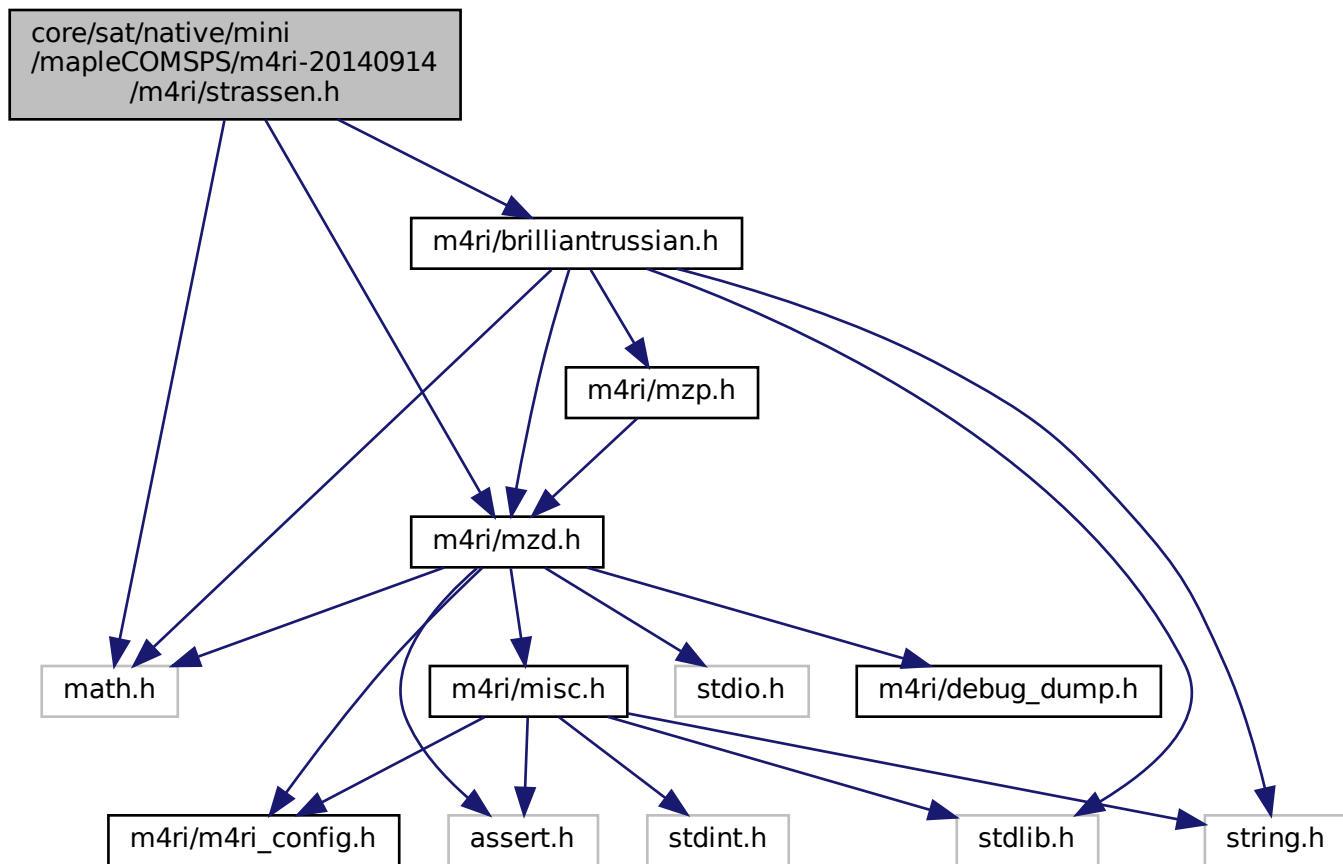 core/sat/native/mini
/mapleCOMSPS/m4ri-20140914
/m4ri/strassen.h
m4ri/brilliantrussian.h
m4ri/mzp.h
m4ri/mzd.h
math.h
m4ri/misc.h
stdio.h
m4ri/debug_dump.h
m4ri/m4ri_config.h
assert.h
stdint.h
stdlib.h
string.h